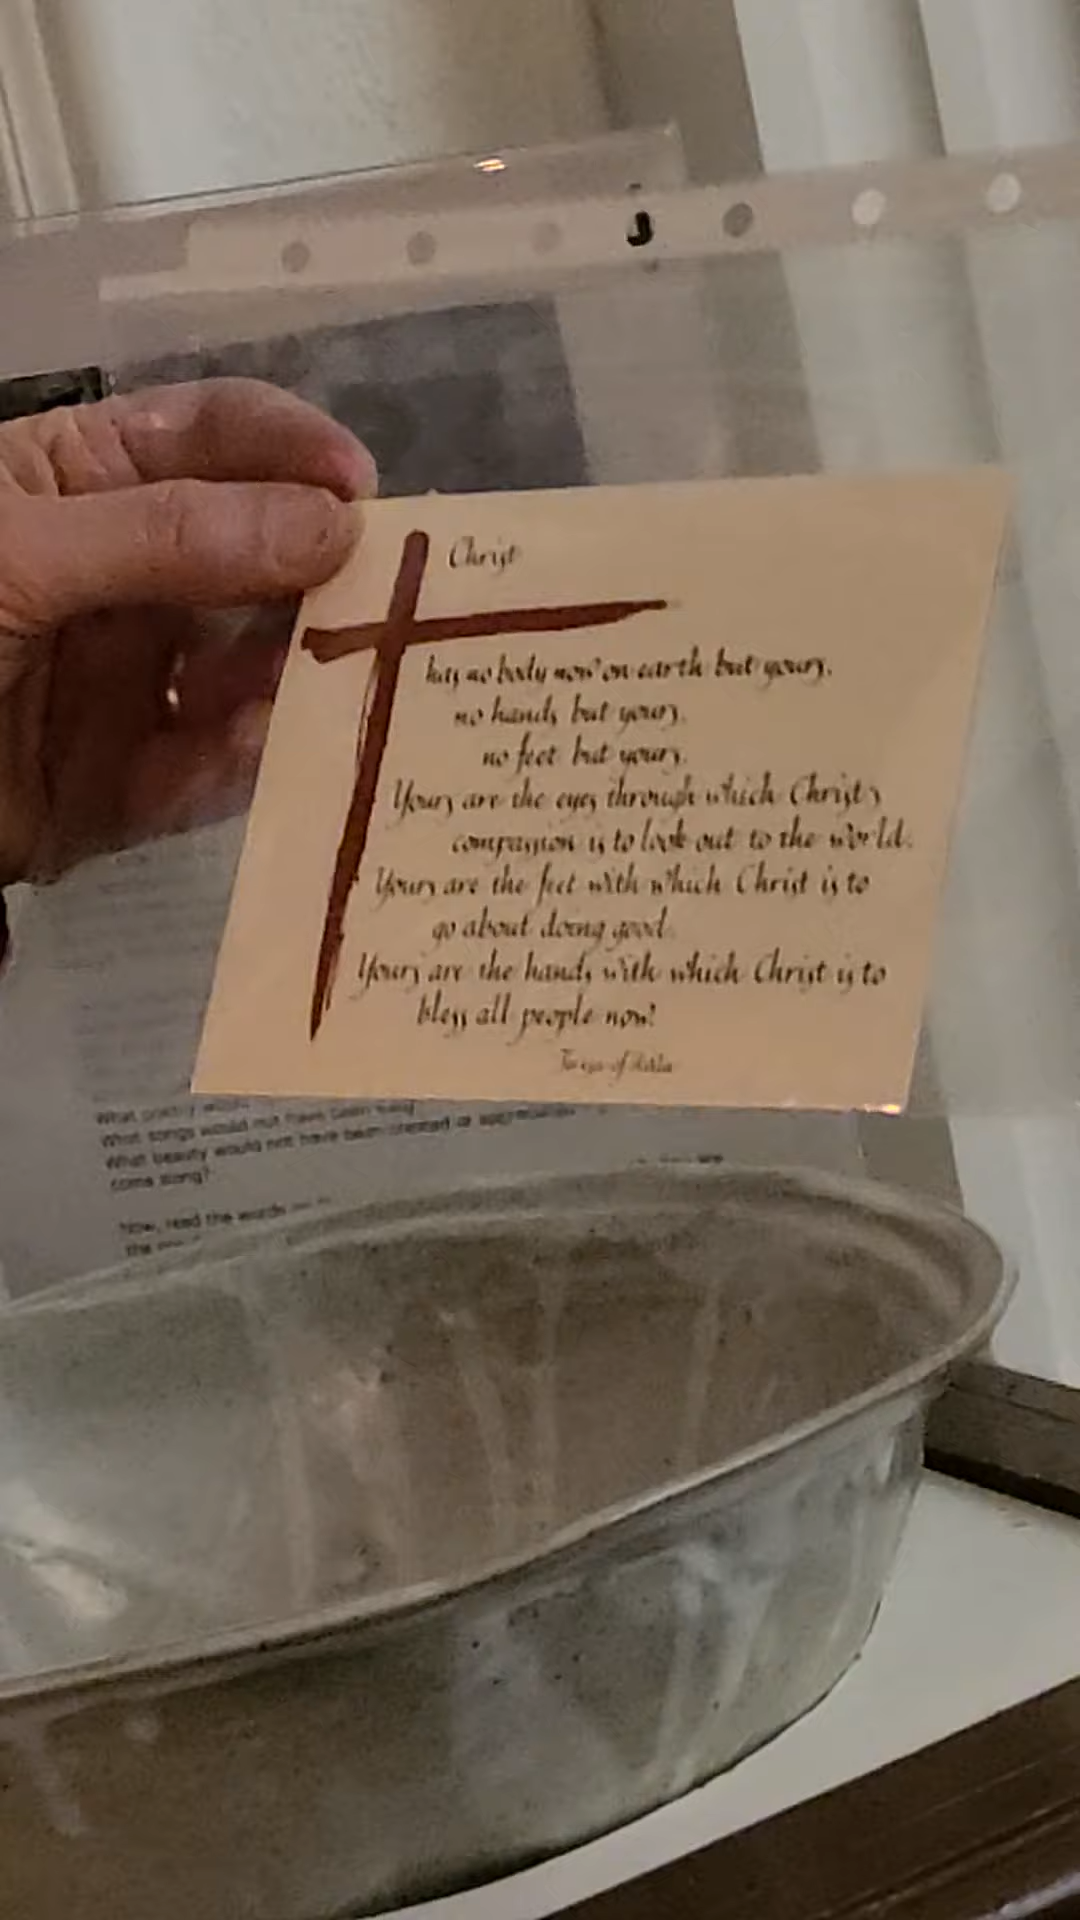 J
Christ
has no body now on earth but yours,
no hands but yours,
no feet but yours.
Yours are the eyes through which Christ's
compassion is to look out to the world.
Yours are the feet with which Christ is to
go about doing good.
Yours are the hands with which Christ is to
bless all people now.
of Avila
What
What songs would not have been sung
What beauty would not have been created or appreciated
some slong?
Now, read the words
the